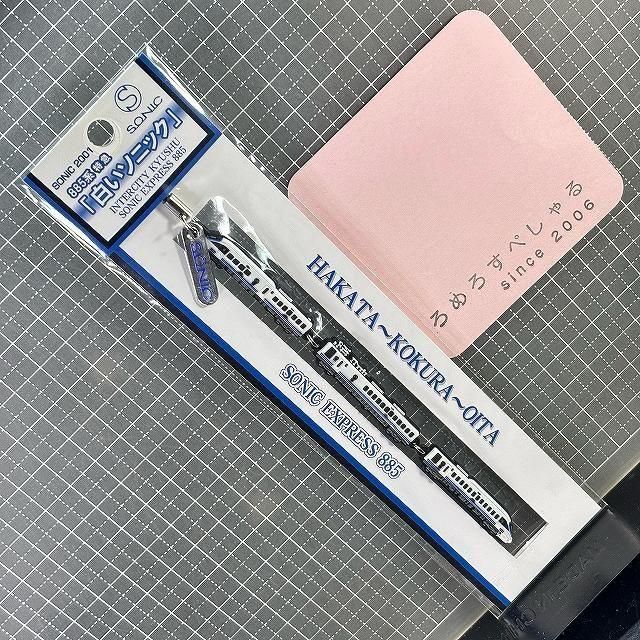 S
SONIC
SONIC 2001
885系特急
「白いソニック」
INTERCITY KYUSHU
SONIC EXPRESS 885
SONIC
HAKATA〜KOKURA〜OITA
SONIC EXPRESS 885
ろめろすぺしゃる
since 2006